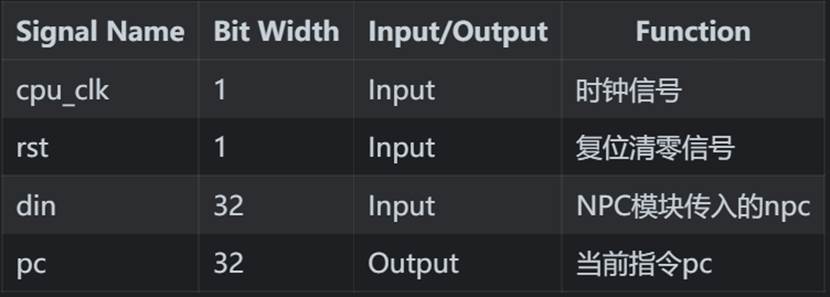 Signal Name Bit Width Input/Output Function
cpu_clk 1 Input 时钟信号
rst 1 Input 复位清零信号
din 32 Input NPC模块传入的npc
pc 32 Output 当前指令pc